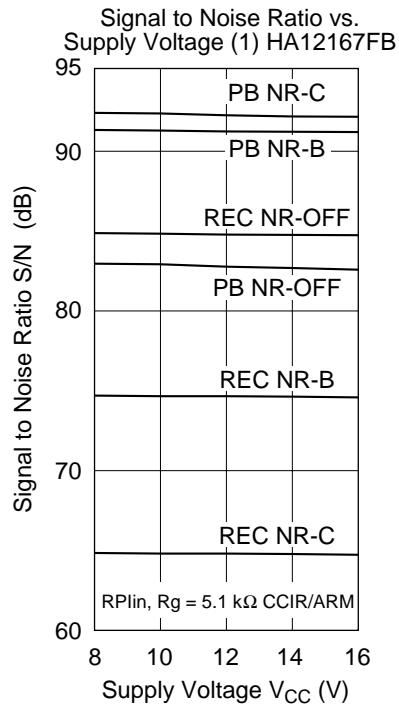 Signal to Noise Ratio vs.
Supply Voltage (1) HA12167FB
95
PB NR-C
90
PB NR-B
REC NR-OFF
PB NR-OFF
80
REC NR-B
70
REC NR-C
RPIin, Rg = 5.1 kΩ CCIR/ARM
60
8 10 12 14 16
Supply Voltage VCC (V)
Signal to Noise Ratio S/N (dB)